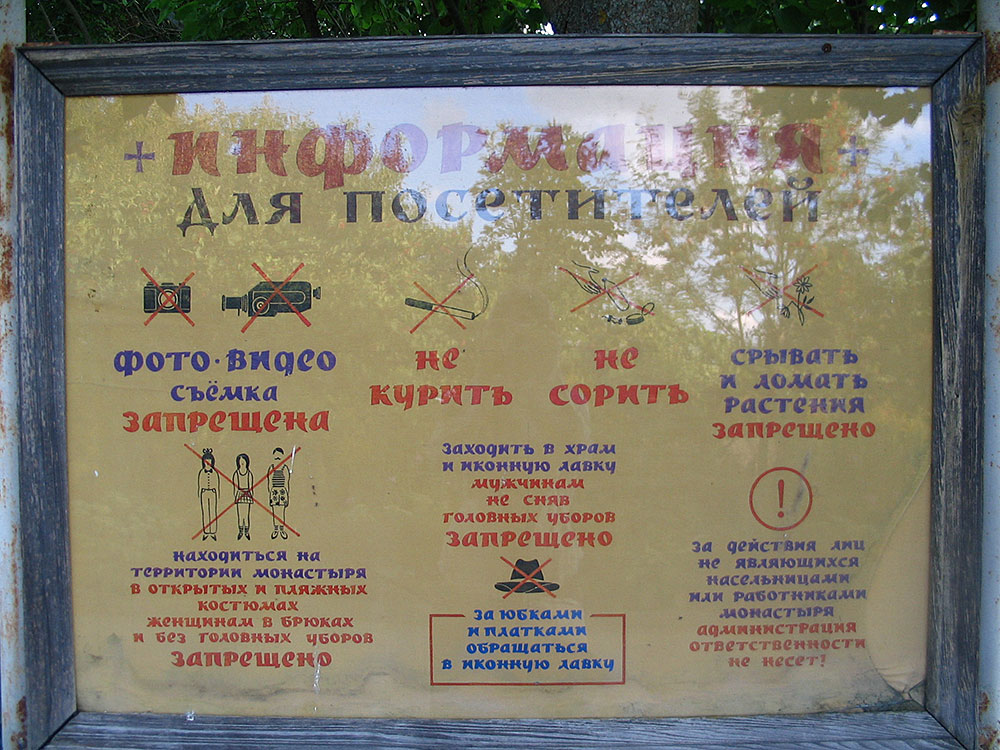 + ИНФОРМАЦИЯ +
ДЛЯ ПОСЕТИТЕЛЕЙ
ФОТО·ВИДЕО
СЪЁМКА
ЗАПРЕЩЕНА
НЕ
КУРИТЬ
НЕ
СОРИТЬ
СРЫВАТЬ
И ЛОМАТЬ
РАСТЕНИЯ
ЗАПРЕЩЕНО
НАХОДИТЬСЯ НА
ТЕРРИТОРИИ МОНАСТЫРЯ
В ОТКРЫТЫХ И ПЛЯЖНЫХ
КОСТЮМАХ
ЖЕНЩИНАМ В БРЮКАХ
И БЕЗ ГОЛОВНЫХ УБОРОВ
ЗАПРЕЩЕНО
ЗАХОДИТЬ В ХРАМ
И ИКОННУЮ ЛАВКУ
МУЖЧИНАМ
НЕ СНЯВ
ГОЛОВНЫХ УБОРОВ
ЗАПРЕЩЕНО
ЗА ЮБКАМИ
И ПЛАТКАМИ
ОБРАЩАТЬСЯ
В ИКОННУЮ ЛАВКУ
!
ЗА ДЕЙСТВИЯ ЛИЦ
НЕ ЯВЛЯЮЩИХСЯ
НАСЕЛЬНИЦАМИ
ИЛИ РАБОТНИКАМИ
МОНАСТЫРЯ
АДМИНИСТРАЦИЯ
ОТВЕТСТВЕННОСТИ
НЕ НЕСЕТ!